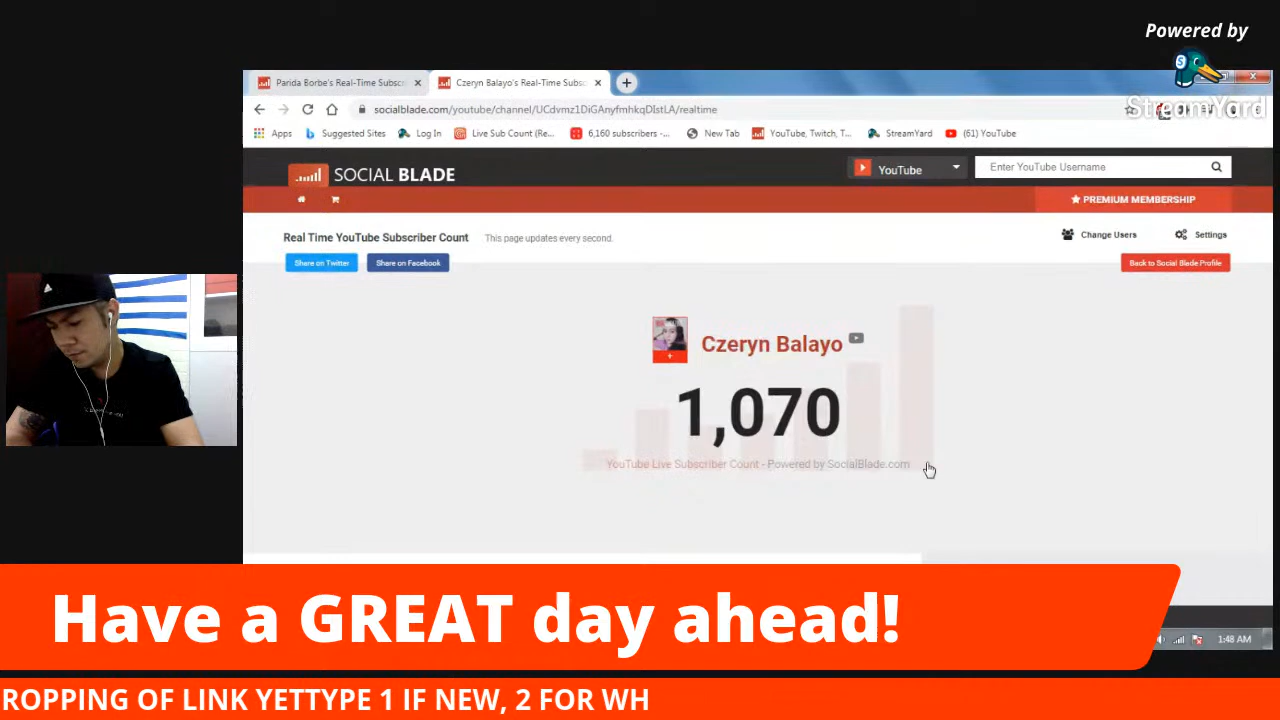 Powered by
StreamYard
Parida Borbe's Real-Time Subscr
Czeryn Balayo's Real-Time Subsc
socialblade.com/youtube/channel/UCdvmz1DiGAnyfmhkqDIstLA/realtime
Apps
Suggested Sites
Log In
Live Sub Count (Re...
6,160 subscribers -...
New Tab
YouTube, Twitch, T...
StreamYard
(61) YouTube
SOCIAL BLADE
YouTube
Enter YouTube Username
PREMIUM MEMBERSHIP
Real Time YouTube Subscriber Count
This page updates every second.
Change Users
Settings
Share on Twitter
Share on Facebook
Back to Social Blade Profile
Czeryn Balayo
1,070
YouTube Live Subscriber Count - Powered by SocialBlade.com
Have a GREAT day ahead!
1:48 AM
ROPPING OF LINK YETTYPE 1 IF NEW, 2 FOR WH